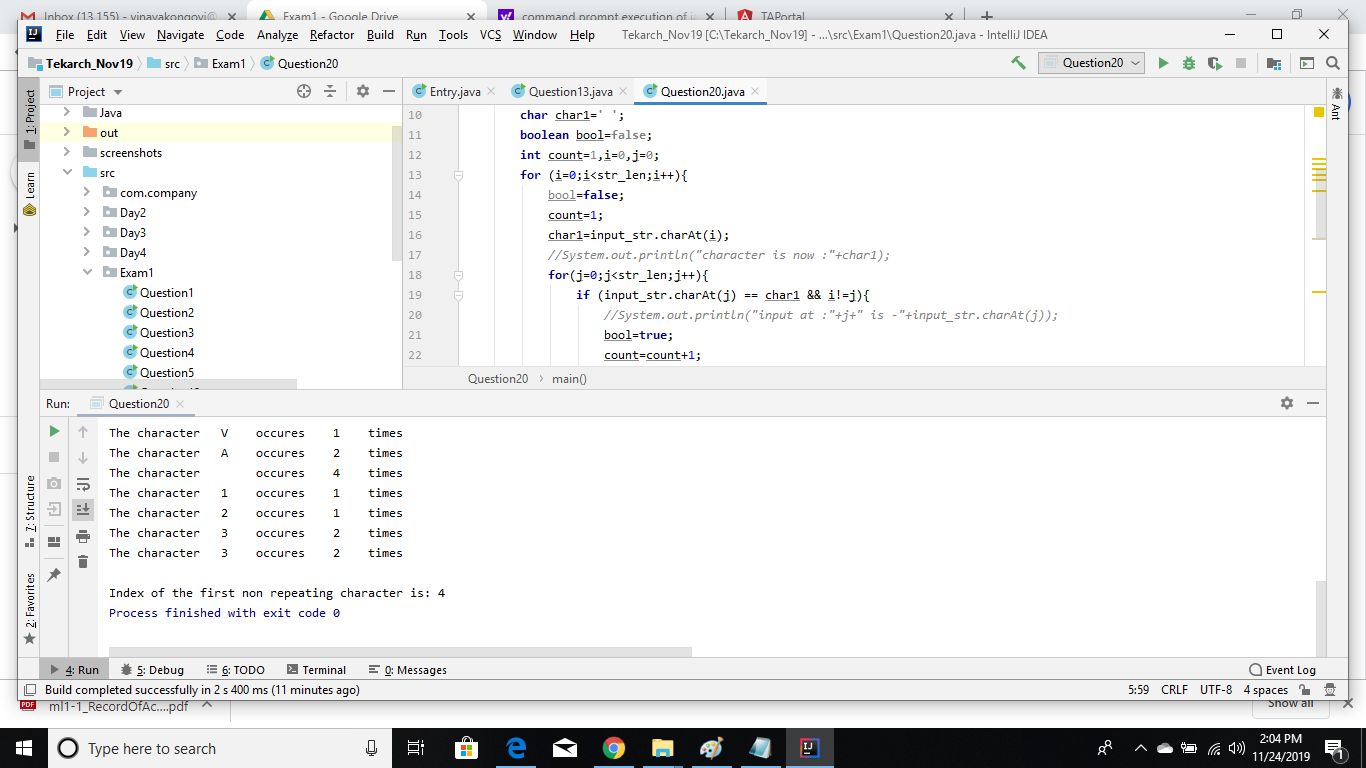 Inbox (13,155) - vinayakongovi@
Exam1 - Google Drive
command prompt execution of j
TAPortal
File Edit View Navigate Code Analyze Refactor Build Run Tools VCS Window Help Tekarch_Nov19 [C:\Tekarch_Nov19] - ...\src\Exam1\Question20.java - IntelliJ IDEA
Tekarch_Nov19 src Exam1 Question20 Question20
1: Project
Learn
7: Structure
2: Favorites
Ant
Project
Java
out
screenshots
src
com.company
Day2
Day3
Day4
Exam1
Question1
Question2
Question3
Question4
Question5
Entry.java Question13.java Question20.java
10 char char1=' ';
11 boolean bool=false;
12 int count=1,i=0,j=0;
13 for (i=0;i<str_len;i++){
14 bool=false;
15 count=1;
16 char1=input_str.charAt(i);
17 //System.out.println("character is now :"+char1);
18 for(j=0;j<str_len;j++){
19 if (input_str.charAt(j) == char1 && i!=j){
20 //System.out.println("input at :"+j+" is -"+input_str.charAt(j));
21 bool=true;
22 count=count+1;
Question20 main()
Run: Question20
The character V occures 1 times
The character A occures 2 times
The character occures 4 times
The character 1 occures 1 times
The character 2 occures 1 times
The character 3 occures 2 times
The character 3 occures 2 times
Index of the first non repeating character is: 4
Process finished with exit code 0
4: Run 5: Debug 6: TODO Terminal 0: Messages Event Log
Build completed successfully in 2 s 400 ms (11 minutes ago) 5:59 CRLF UTF-8 4 spaces
PDF ml1-1_RecordOfAc....pdf Show all
Type here to search
2:04 PM
11/24/2019
1